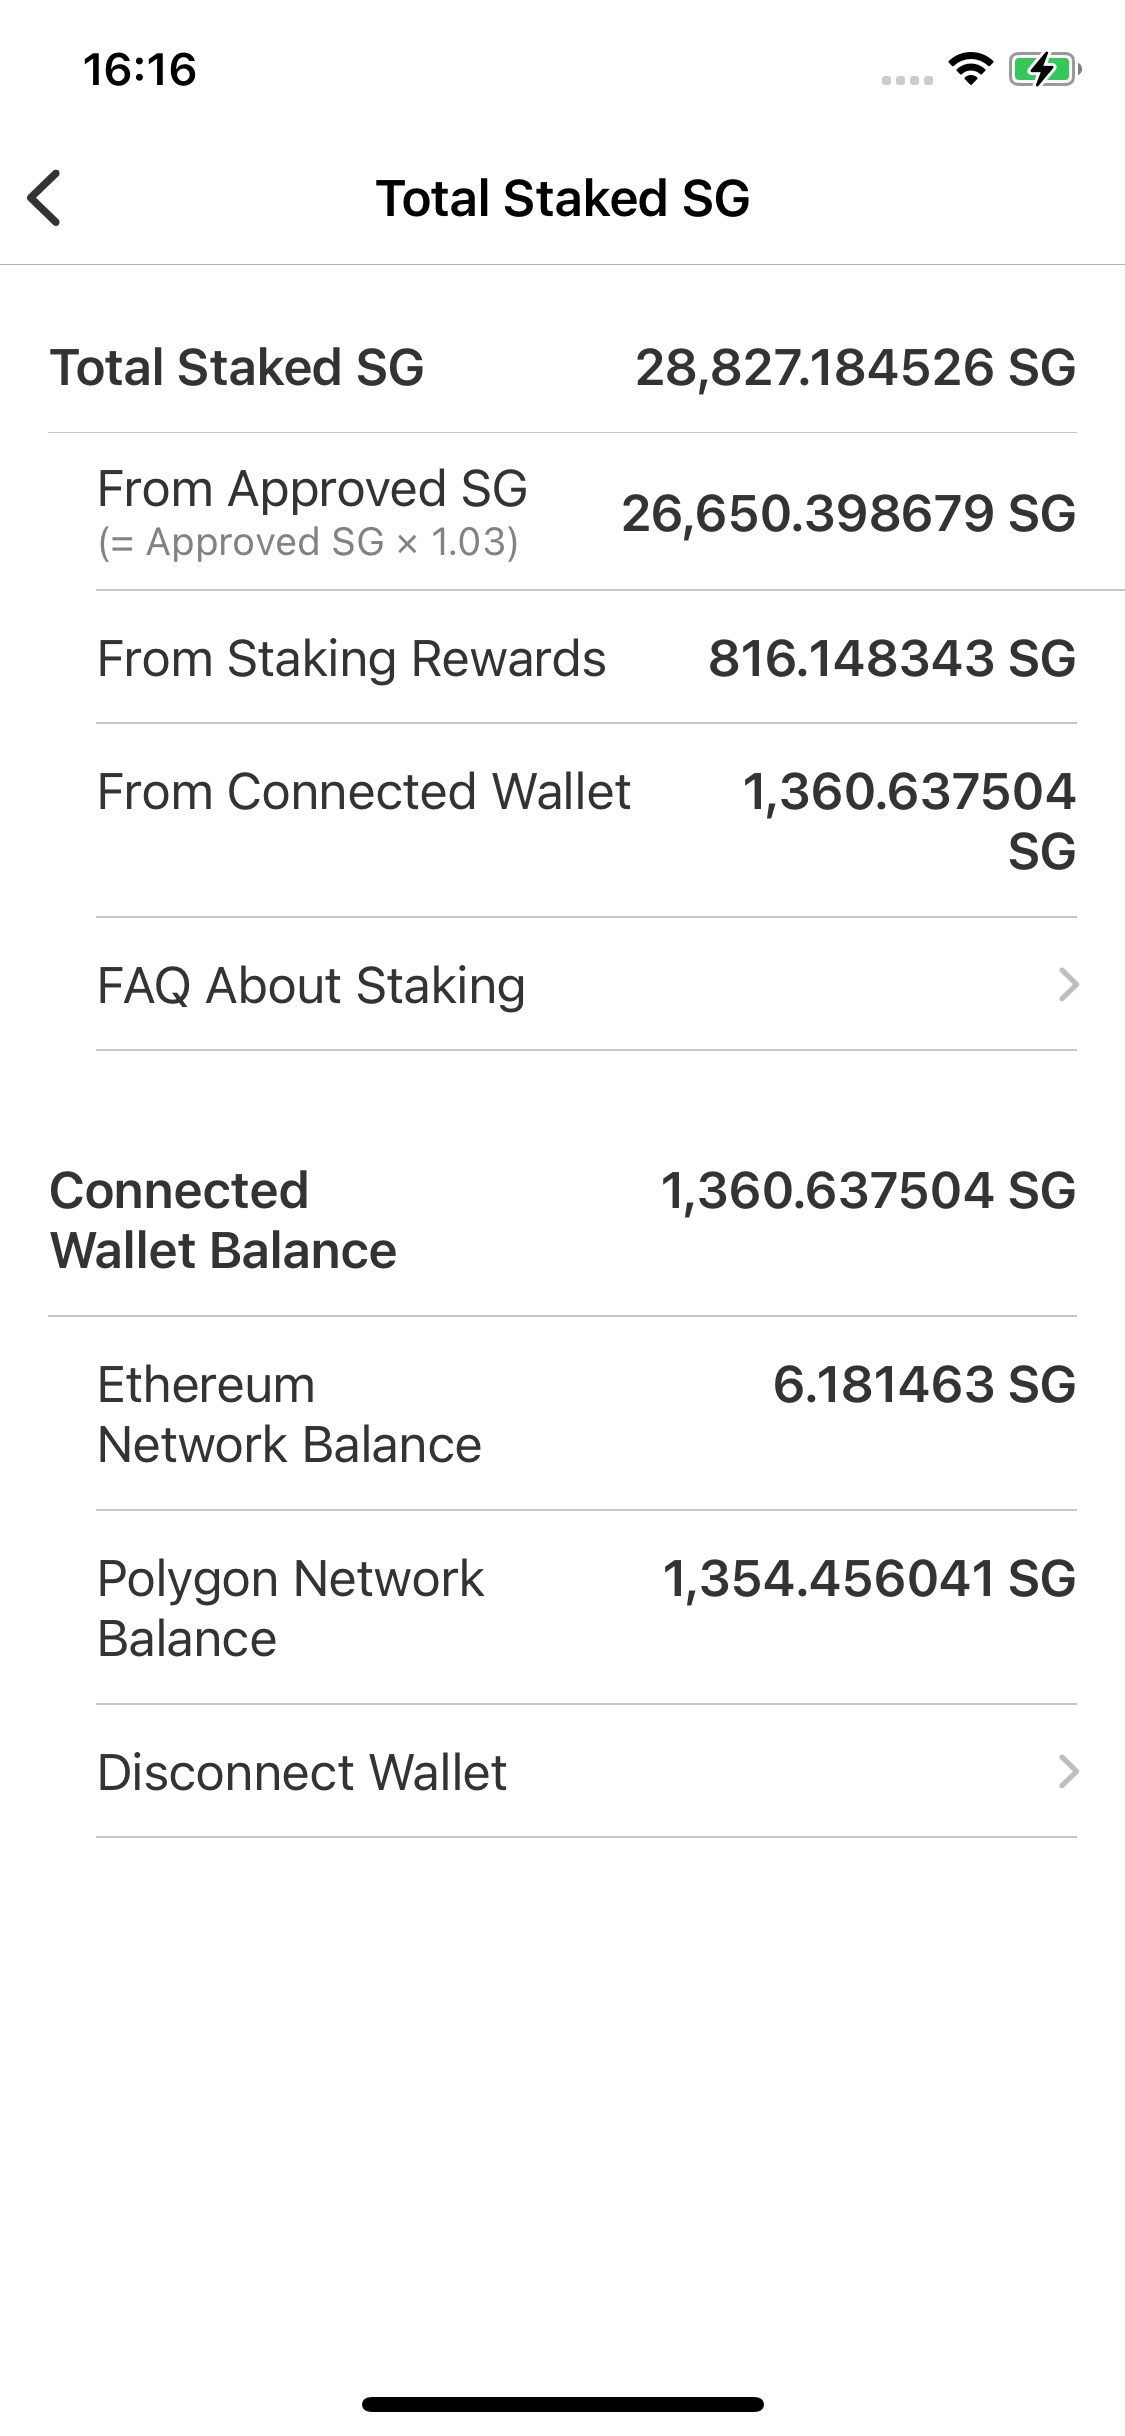 16:16
Total Staked SG
Total Staked SG 28,827.184526 SG
From Approved SG 26,650.398679 SG
(= Approved SG × 1.03)
From Staking Rewards 816.148343 SG
From Connected Wallet 1,360.637504
SG
FAQ About Staking
Connected 1,360.637504 SG
Wallet Balance
Ethereum 6.181463 SG
Network Balance
Polygon Network 1,354.456041 SG
Balance
Disconnect Wallet